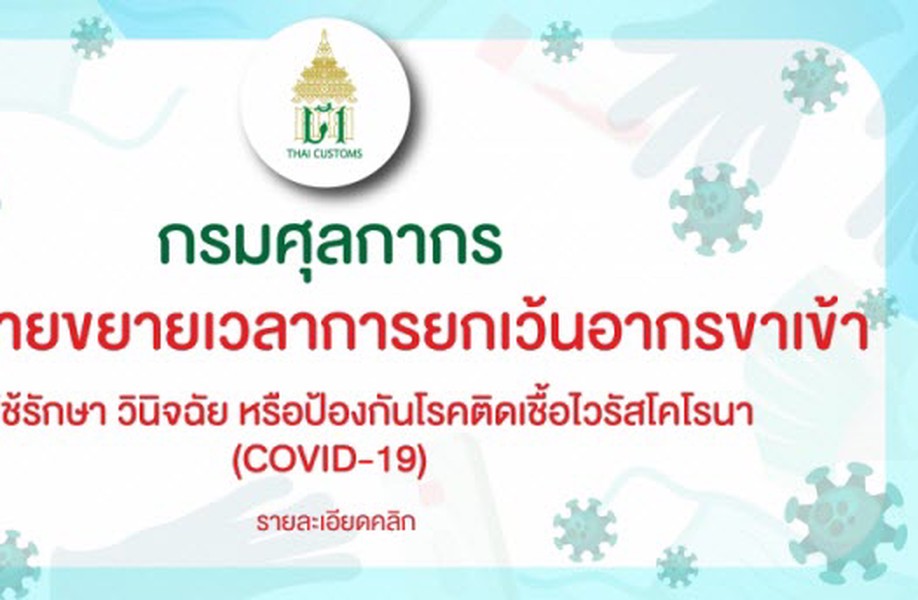 THAI CUSTOMS
กรมศุลกากร
ายขยายเวลาการยกเว้นอากรขาเข้า
ช้รักษา วินิจฉัย หรือป้องกันโรคติดเชื้อไวรัสโคโรนา
(COVID-19)
รายละเอียดคลิก